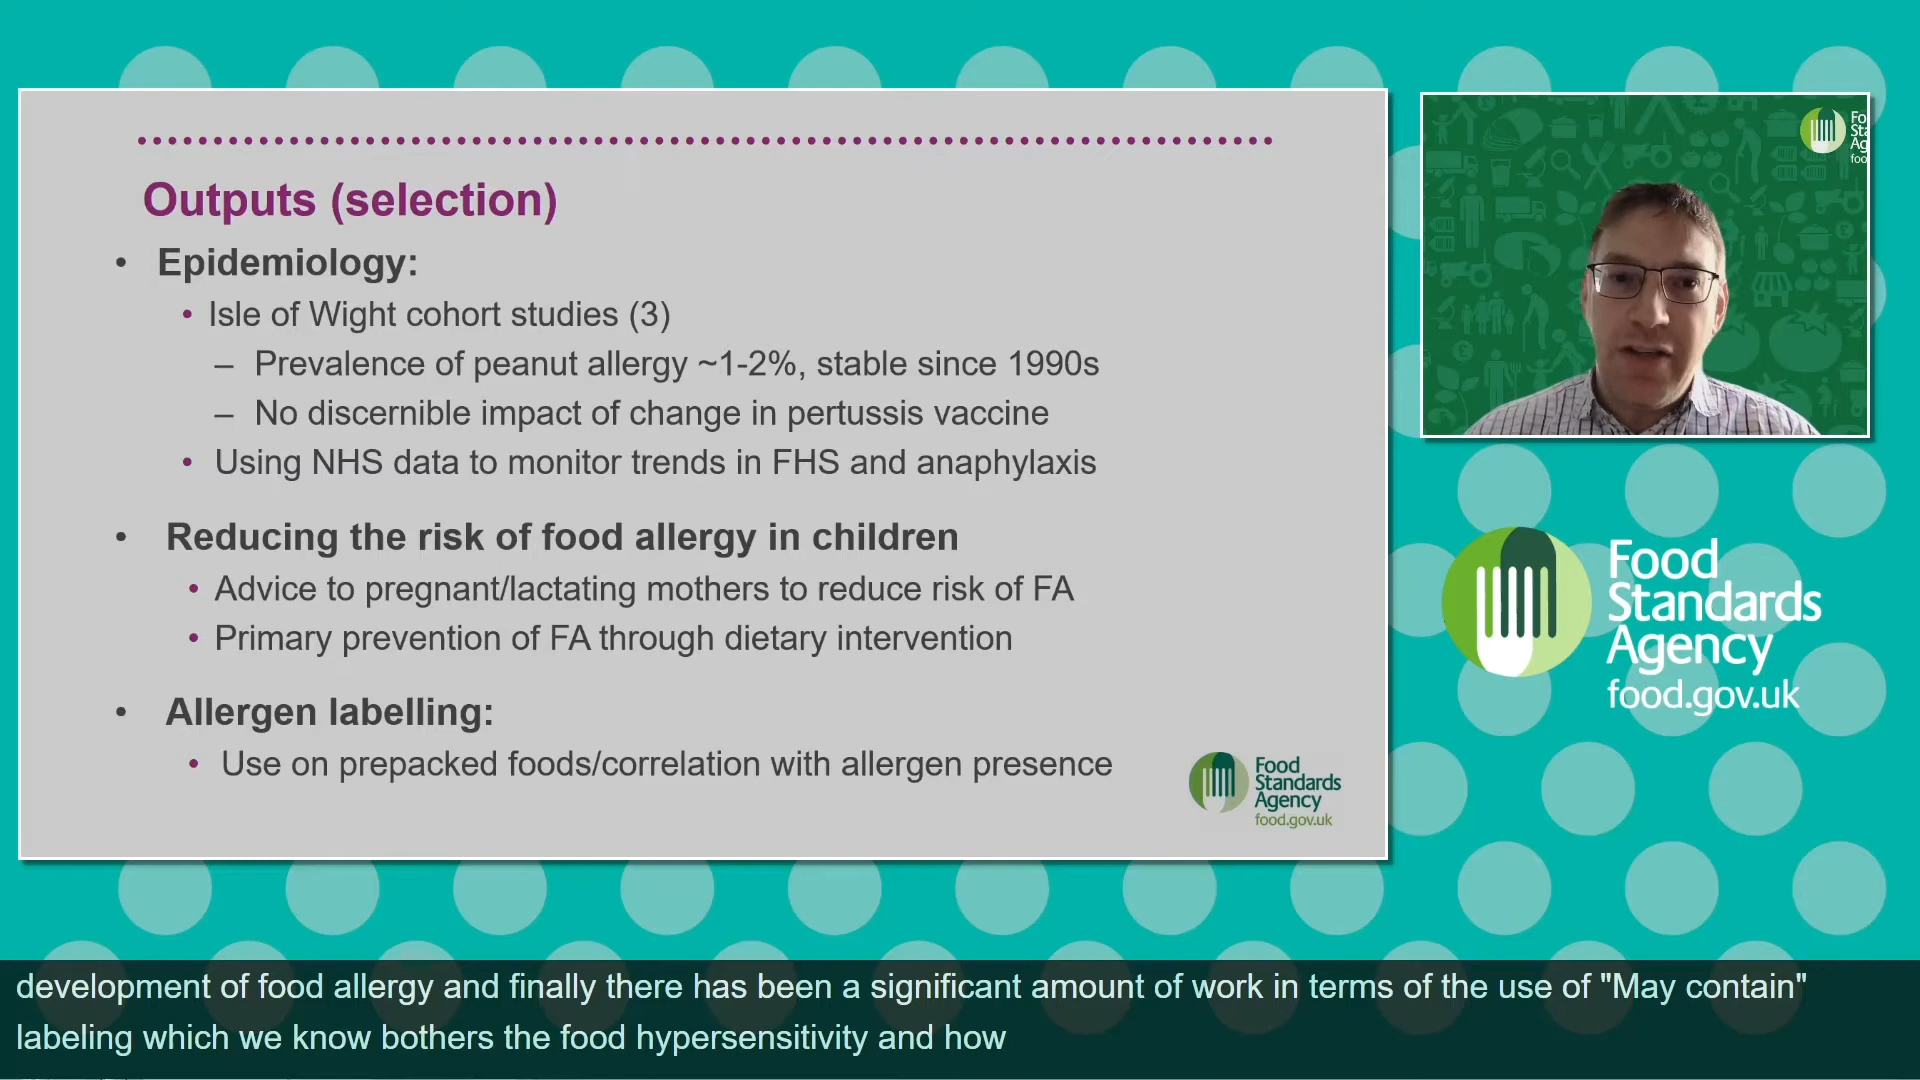 Outputs (selection)
• Epidemiology:
• Isle of Wight cohort studies (3)
– Prevalence of peanut allergy ~1-2%, stable since 1990s
– No discernible impact of change in pertussis vaccine
• Using NHS data to monitor trends in FHS and anaphylaxis
• Reducing the risk of food allergy in children
• Advice to pregnant/lactating mothers to reduce risk of FA
• Primary prevention of FA through dietary intervention
• Allergen labelling:
• Use on prepacked foods/correlation with allergen presence
Food
Standards
Agency
food.gov.uk
Fo
Sta
Ag
foo
Food
Standards
Agency
food.gov.uk
development of food allergy and finally there has been a significant amount of work in terms of the use of "May contain"
labeling which we know bothers the food hypersensitivity and how